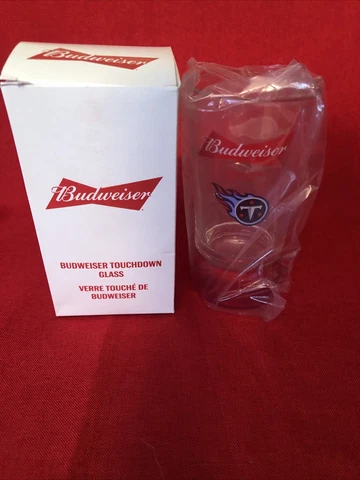 Budweiser
Budweiser
BUDWEISER TOUCHDOWN
GLASS
VERRE TOUCHÉ DE
BUDWEISER
Budweiser
T